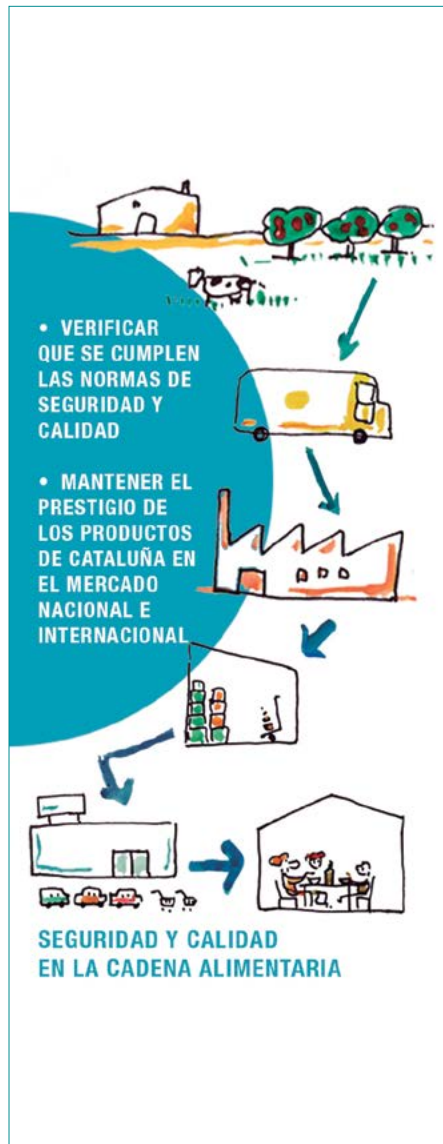 • VERIFICAR
QUE SE CUMPLEN
LAS NORMAS DE
SEGURIDAD Y
CALIDAD
• MANTENER EL
PRESTIGIO DE
LOS PRODUCTOS
DE CATALUÑA EN
EL MERCADO
NACIONAL E
INTERNACIONAL
SEGURIDAD Y CALIDAD
EN LA CADENA ALIMENTARIA